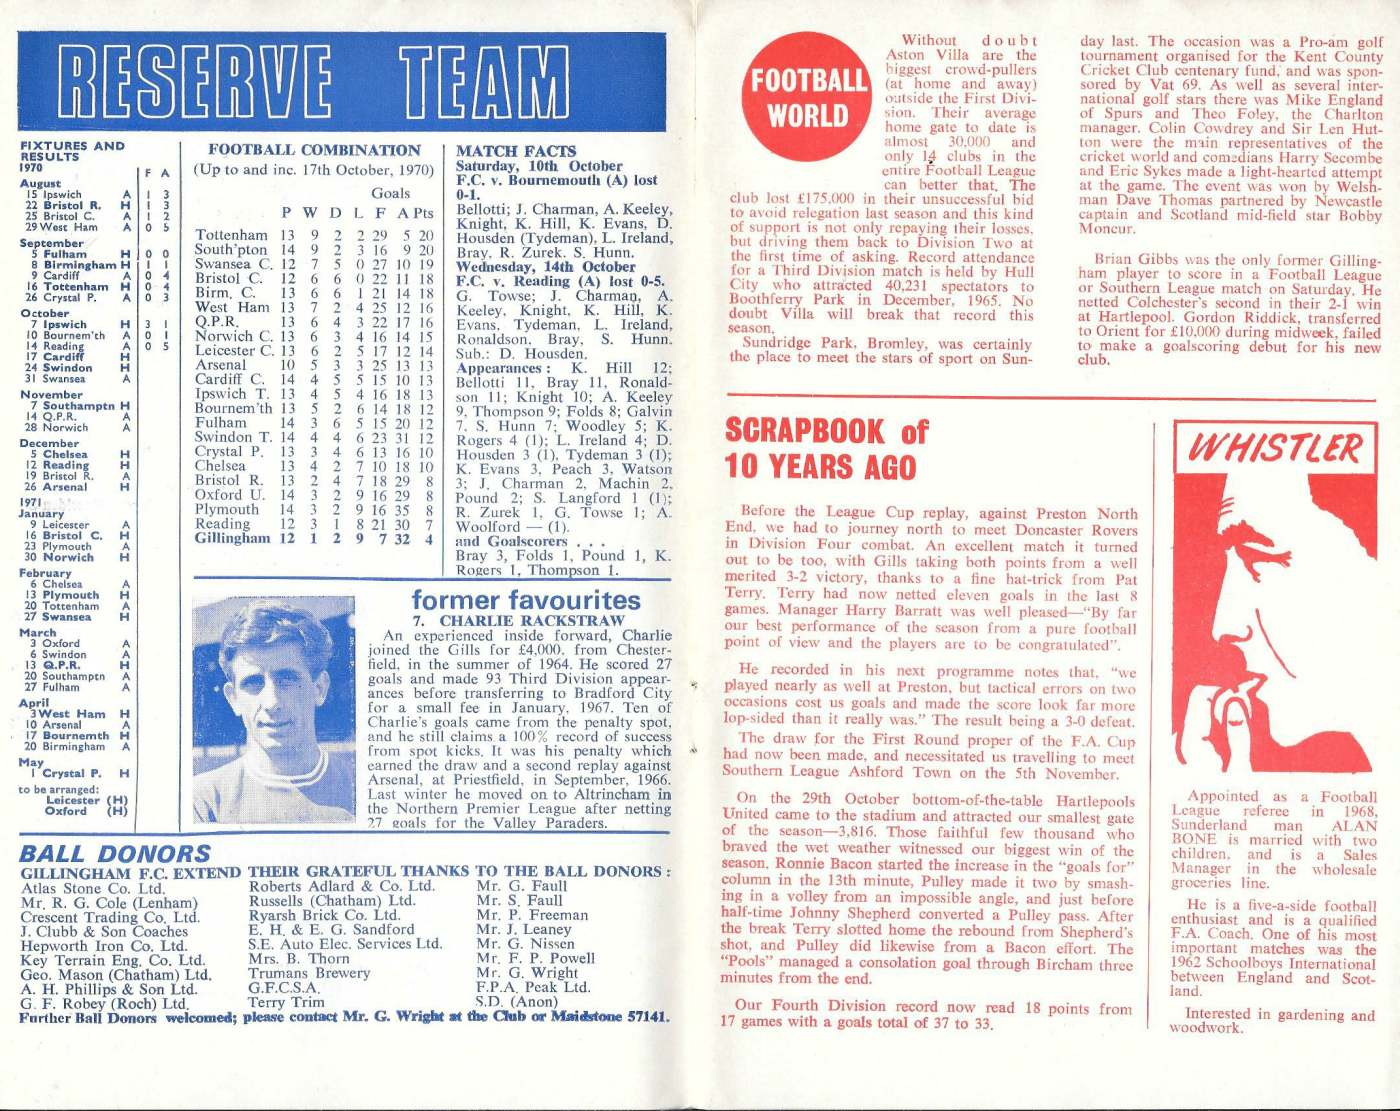 RESERVE TEAM
FIXTURES AND
RESULTS
1970 F A
August
15 Ipswich A 1 3
22 Bristol R. H 1 3
25 Bristol C. A 1 2
29 West Ham A 0 5
September
5 Fulham H 0 0
8 Birmingham H 1 1
9 Cardiff A 0 4
16 Tottenham H 0 4
26 Crystal P. A 0 3
October
7 Ipswich H 3 1
10 Bournem'th A 0 1
14 Reading A 0 5
17 Cardiff H
24 Swindon H
31 Swansea A
November
7 Southamptn H
14 Q.P.R. A
28 Norwich A
December
5 Chelsea H
12 Reading H
19 Bristol R. A
26 Arsenal H
1971
January
9 Leicester A
16 Bristol C. H
23 Plymouth A
30 Norwich H
February
6 Chelsea A
13 Plymouth H
20 Tottenham A
27 Swansea H
March
3 Oxford A
6 Swindon A
13 Q.P.R. H
20 Southamptn A
27 Fulham A
April
3 West Ham H
10 Arsenal A
17 Bournemth H
20 Birmingham A
May
1 Crystal P. H
to be arranged:
Leicester (H)
Oxford (H)
FOOTBALL COMBINATION
(Up to and inc. 17th October, 1970)
Goals
P W D L F A Pts
Tottenham 13 9 2 2 29 5 20
South'pton 14 9 2 3 16 9 20
Swansea C. 12 7 5 0 27 10 19
Bristol C. 12 6 6 0 22 11 18
Birm. C. 13 6 6 1 21 14 18
West Ham 13 7 2 4 25 12 16
Q.P.R. 13 6 4 3 22 17 16
Norwich C. 13 6 3 4 16 14 15
Leicester C. 13 6 2 5 17 12 14
Arsenal 10 5 3 3 25 13 13
Cardiff C. 14 4 5 5 15 10 13
Ipswich T. 13 4 5 4 16 18 13
Bournem'th 13 5 2 6 14 18 12
Fulham 14 3 6 5 15 20 12
Swindon T. 14 4 4 6 23 31 12
Crystal P. 13 3 4 6 13 16 10
Chelsea 13 4 2 7 10 18 10
Bristol R. 13 2 4 7 18 29 8
Oxford U. 14 3 2 9 16 29 8
Plymouth 14 3 2 9 16 35 8
Reading 12 3 1 8 21 30 7
Gillingham 12 1 2 9 7 32 4
MATCH FACTS
Saturday, 10th October
F.C. v. Bournemouth (A) lost
0-1.
Bellotti; J. Charman, A. Keeley,
Knight, K. Hill, K. Evans, D.
Housden (Tydeman), L. Ireland,
Bray, R. Zurek, S. Hunn.
Wednesday, 14th October
F.C. v. Reading (A) lost 0-5.
G. Towse; J. Charman, A.
Keeley, Knight, K. Hill, K.
Evans, Tydeman, L. Ireland,
Ronaldson, Bray, S. Hunn.
Sub.: D. Housden.
Appearances: K. Hill 12;
Bellotti 11, Bray 11, Ronald-
son 11; Knight 10; A. Keeley
9, Thompson 9; Folds 8; Galvin
7, S. Hunn 7; Woodley 5; K.
Rogers 4 (1); L. Ireland 4; D.
Housden 3 (1), Tydeman 3 (1);
K. Evans 3, Peach 3, Watson
3; J. Charman 2, Machin 2,
Pound 2; S. Langford 1 (1);
R. Zurek 1, G. Towse 1; A.
Woolford — (1).
and Goalscorers . . .
Bray 3, Folds 1, Pound 1, K.
Rogers 1, Thompson 1.
former favourites
7. CHARLIE RACKSTRAW
An experienced inside forward, Charlie
joined the Gills for £4,000, from Chester-
field, in the summer of 1964. He scored 27
goals and made 93 Third Division appear-
ances before transferring to Bradford City
for a small fee in January, 1967. Ten of
Charlie's goals came from the penalty spot,
and he still claims a 100% record of success
from spot kicks. It was his penalty which
earned the draw and a second replay against
Arsenal, at Priestfield, in September, 1966.
Last winter he moved on to Altrincham in
the Northern Premier League after netting
27 goals for the Valley Paraders.
BALL DONORS
GILLINGHAM F.C. EXTEND THEIR GRATEFUL THANKS TO THE BALL DONORS :
Atlas Stone Co. Ltd.
Mr. R. G. Cole (Lenham)
Crescent Trading Co. Ltd.
J. Clubb & Son Coaches
Hepworth Iron Co. Ltd.
Key Terrain Eng. Co. Ltd.
Geo. Mason (Chatham) Ltd.
A. H. Phillips & Son Ltd.
G. F. Robey (Roch) Ltd.
Roberts Adlard & Co. Ltd.
Russells (Chatham) Ltd.
Ryarsh Brick Co. Ltd.
E. H. & E. G. Sandford
S.E. Auto Elec. Services Ltd.
Mrs. B. Thorn
Trumans Brewery
G.F.C.S.A.
Terry Trim
Mr. G. Faull
Mr. S. Faull
Mr. P. Freeman
Mr. J. Leaney
Mr. G. Nissen
Mr. F. P. Powell
Mr. G. Wright
F.P.A. Peak Ltd.
S.D. (Anon)
Further Ball Donors welcomed; please contact Mr. G. Wright at the Club or Maidstone 57141.
FOOTBALL
WORLD
Without doubt
Aston Villa are the
biggest crowd-pullers
(at home and away)
outside the First Divi-
sion. Their average
home gate to date is
almost 30,000 and
only 14 clubs in the
entire Football League
can better that. The
club lost £175,000 in their unsuccessful bid
to avoid relegation last season and this kind
of support is not only repaying their losses,
but driving them back to Division Two at
the first time of asking. Record attendance
for a Third Division match is held by Hull
City who attracted 40,231 spectators to
Boothferry Park in December, 1965. No
doubt Villa will break that record this
season.
Sundridge Park, Bromley, was certainly
the place to meet the stars of sport on Sun-
day last. The occasion was a Pro-am golf
tournament organised for the Kent County
Cricket Club centenary fund, and was spon-
sored by Vat 69. As well as several inter-
national golf stars there was Mike England
of Spurs and Theo Foley, the Charlton
manager. Colin Cowdrey and Sir Len Hut-
ton were the main representatives of the
cricket world and comedians Harry Secombe
and Eric Sykes made a light-hearted attempt
at the game. The event was won by Welsh-
man Dave Thomas partnered by Newcastle
captain and Scotland mid-field star Bobby
Moncur.
Brian Gibbs was the only former Gilling-
ham player to score in a Football League
or Southern League match on Saturday. He
netted Colchester's second in their 2-1 win
at Hartlepool. Gordon Riddick, transferred
to Orient for £10,000 during midweek, failed
to make a goalscoring debut for his new
club.
SCRAPBOOK of
10 YEARS AGO
Before the League Cup replay, against Preston North
End, we had to journey north to meet Doncaster Rovers
in Division Four combat. An excellent match it turned
out to be too, with Gills taking both points from a well
merited 3-2 victory, thanks to a fine hat-trick from Pat
Terry. Terry had now netted eleven goals in the last 8
games. Manager Harry Barratt was well pleased—"By far
our best performance of the season from a pure football
point of view and the players are to be congratulated".
He recorded in his next programme notes that, "we
played nearly as well at Preston, but tactical errors on two
occasions cost us goals and made the score look far more
lop-sided than it really was." The result being a 3-0 defeat.
The draw for the First Round proper of the F.A. Cup
had now been made, and necessitated us travelling to meet
Southern League Ashford Town on the 5th November.
On the 29th October bottom-of-the-table Hartlepools
United came to the stadium and attracted our smallest gate
of the season—3,816. Those faithful few thousand who
braved the wet weather witnessed our biggest win of the
season. Ronnie Bacon started the increase in the "goals for"
column in the 13th minute, Pulley made it two by smash-
ing in a volley from an impossible angle, and just before
half-time Johnny Shepherd converted a Pulley pass. After
the break Terry slotted home the rebound from Shepherd's
shot, and Pulley did likewise from a Bacon effort. The
"Pools" managed a consolation goal through Bircham three
minutes from the end.
Our Fourth Division record now read 18 points from
17 games with a goals total of 37 to 33.
WHISTLER
Appointed as a Football
League referee in 1968,
Sunderland man ALAN
BONE is married with two
children, and is a Sales
Manager in the wholesale
groceries line.
He is a five-a-side football
enthusiast and is a qualified
F.A. Coach. One of his most
important matches was the
1962 Schoolboys International
between England and Scot-
land.
Interested in gardening and
woodwork.